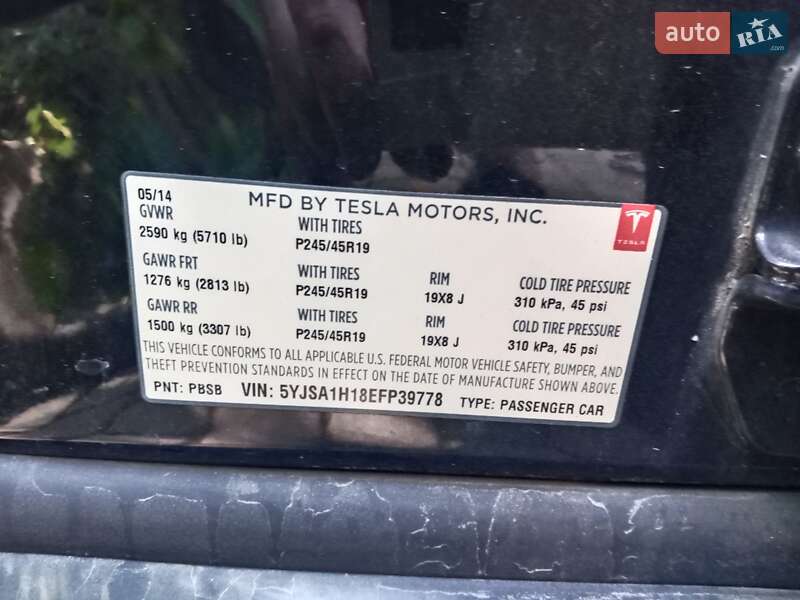 auto RIA.com
05/14
MFD BY TESLA MOTORS, INC.
TESLA
GVWR WITH TIRES
2590 kg (5710 lb) P245/45R19
GAWR FRT WITH TIRES RIM COLD TIRE PRESSURE
1276 kg (2813 lb) P245/45R19 19X8 J 310 kPa, 45 psi
GAWR RR WITH TIRES RIM COLD TIRE PRESSURE
1500 kg (3307 lb) P245/45R19 19X8 J 310 kPa, 45 psi
THIS VEHICLE CONFORMS TO ALL APPLICABLE U.S. FEDERAL MOTOR VEHICLE SAFETY, BUMPER, AND
THEFT PREVENTION STANDARDS IN EFFECT ON THE DATE OF MANUFACTURE SHOWN ABOVE.
PNT: PBSB VIN: 5YJSA1H18EFP39778 TYPE: PASSENGER CAR